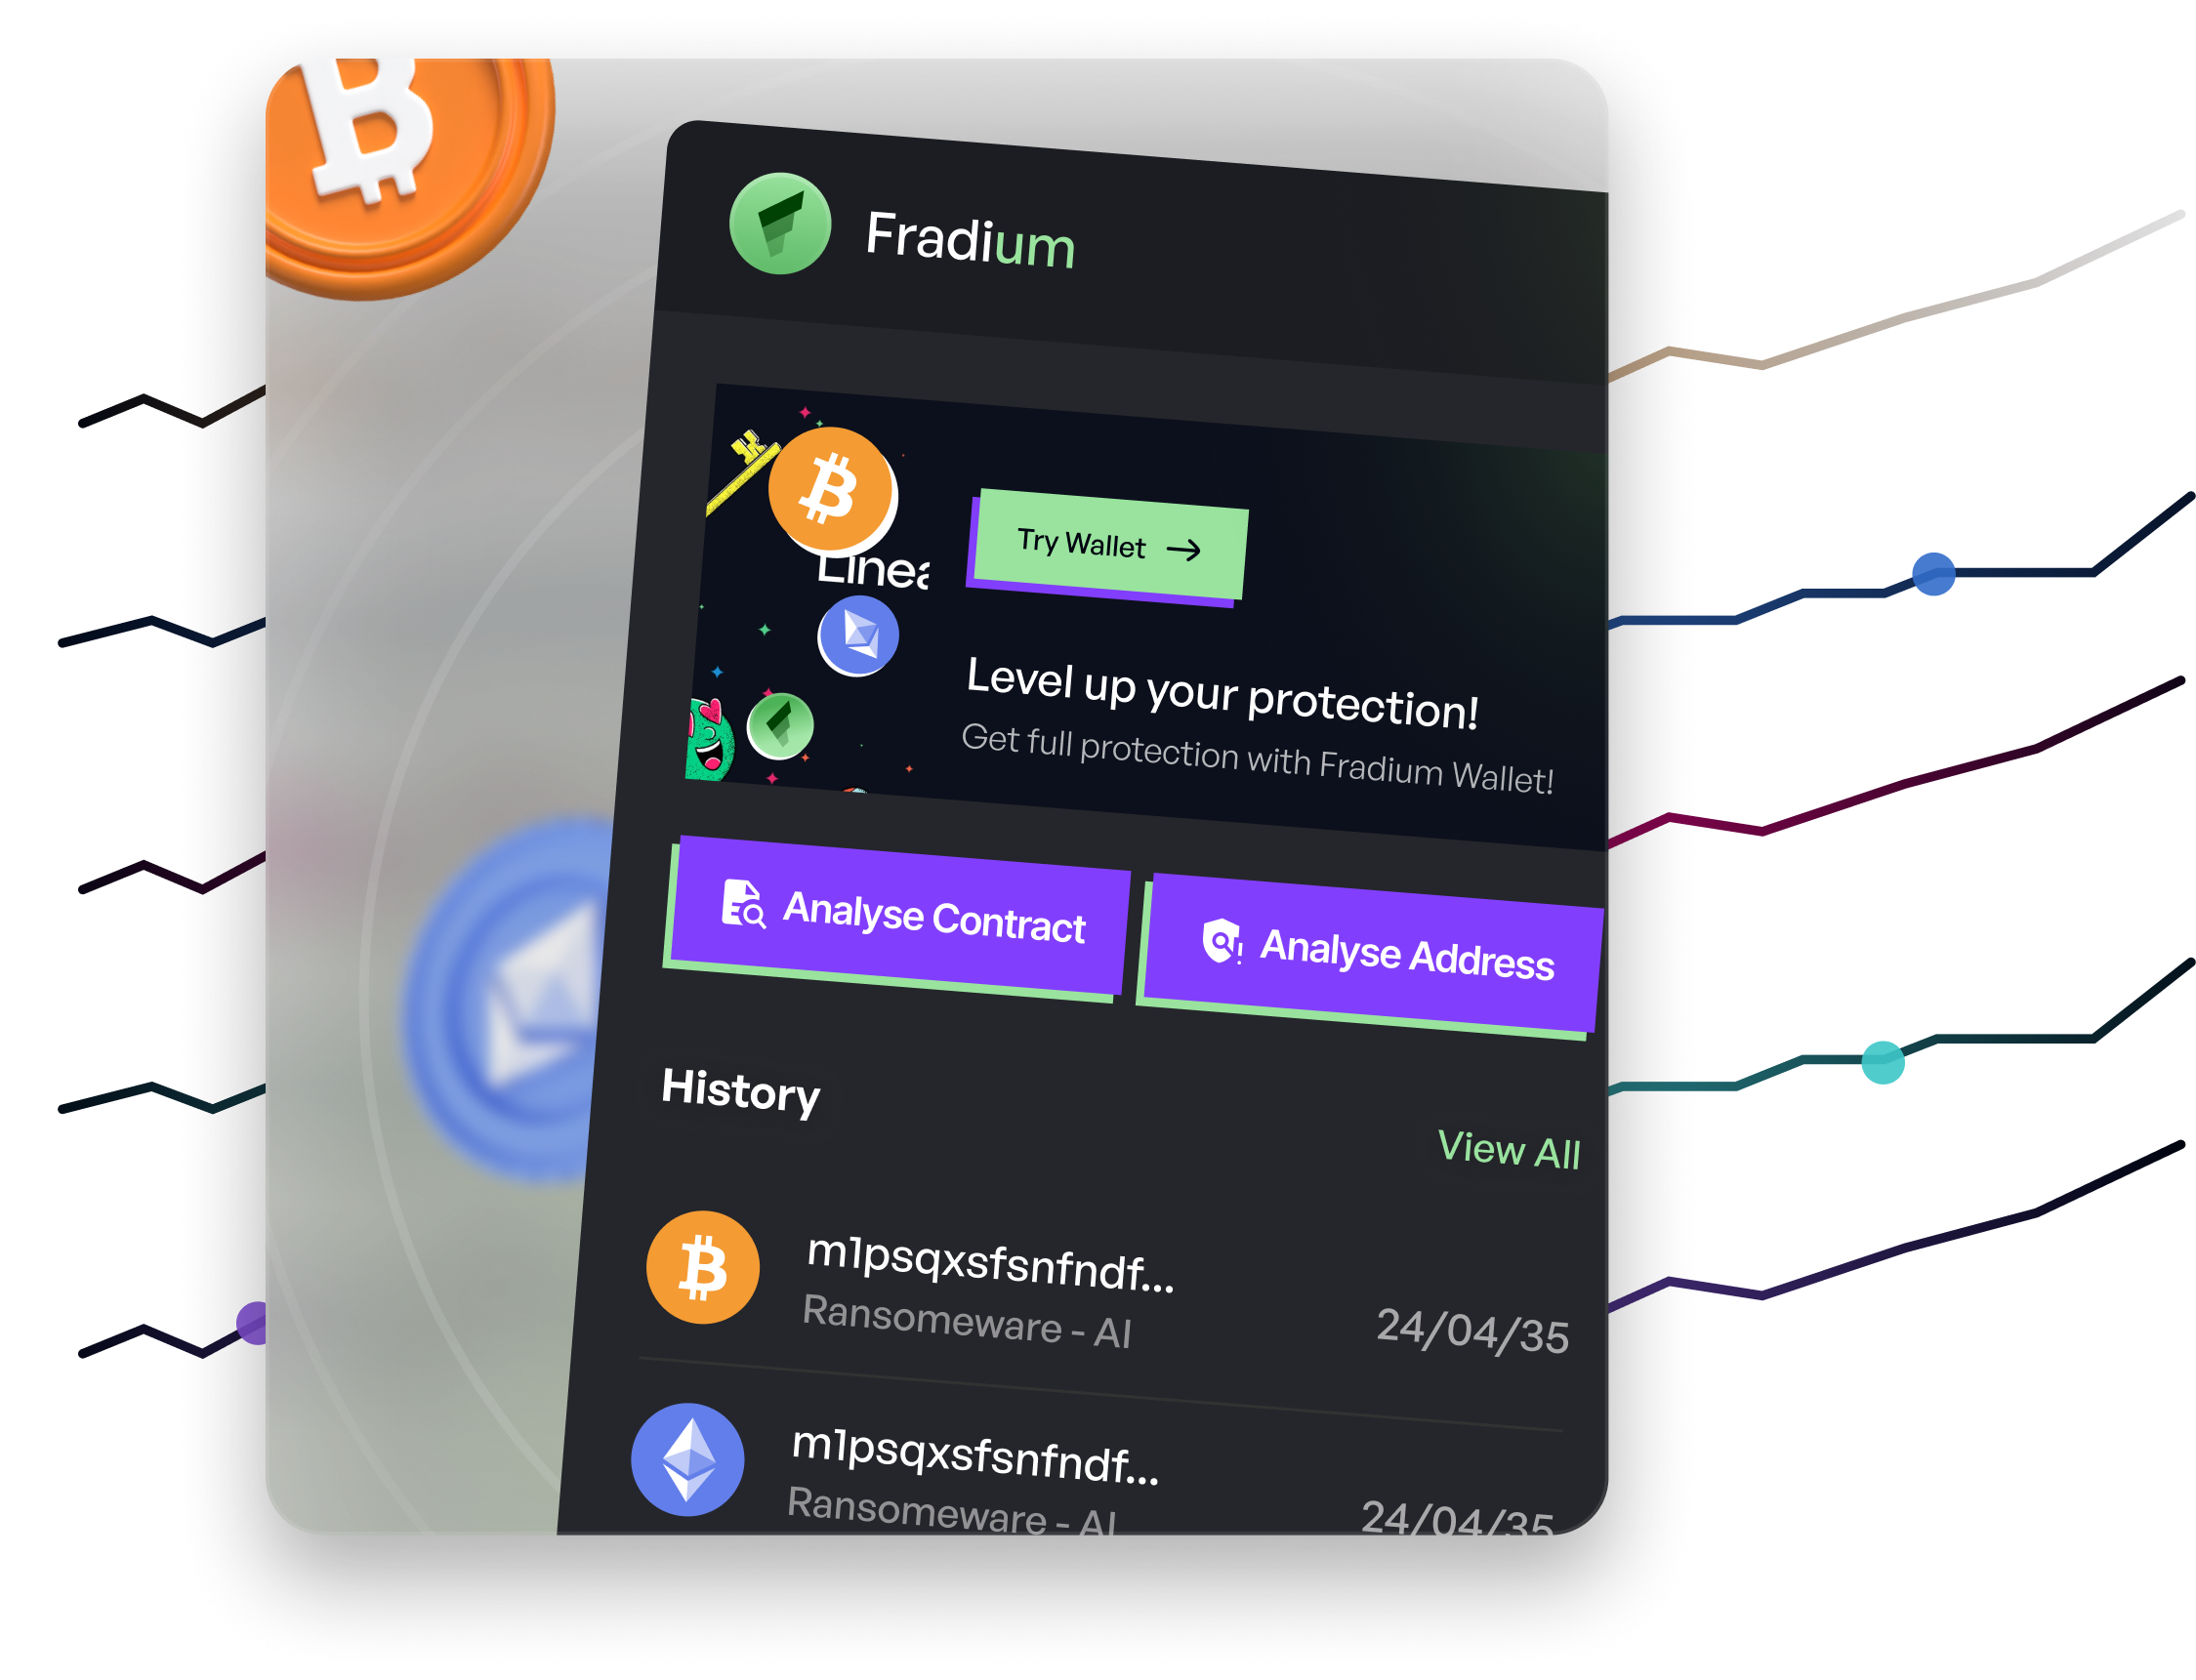 Fradium
Try Wallet
Level up your protection!
Get full protection with Fradium Wallet!
Analyse Contract
Analyse Address
History
View All
m1psqxsfsnfndf...
Ransomeware - AI
24/04/35
m1psqxsfsnfndf...
Ransomeware - AI
24/04/35